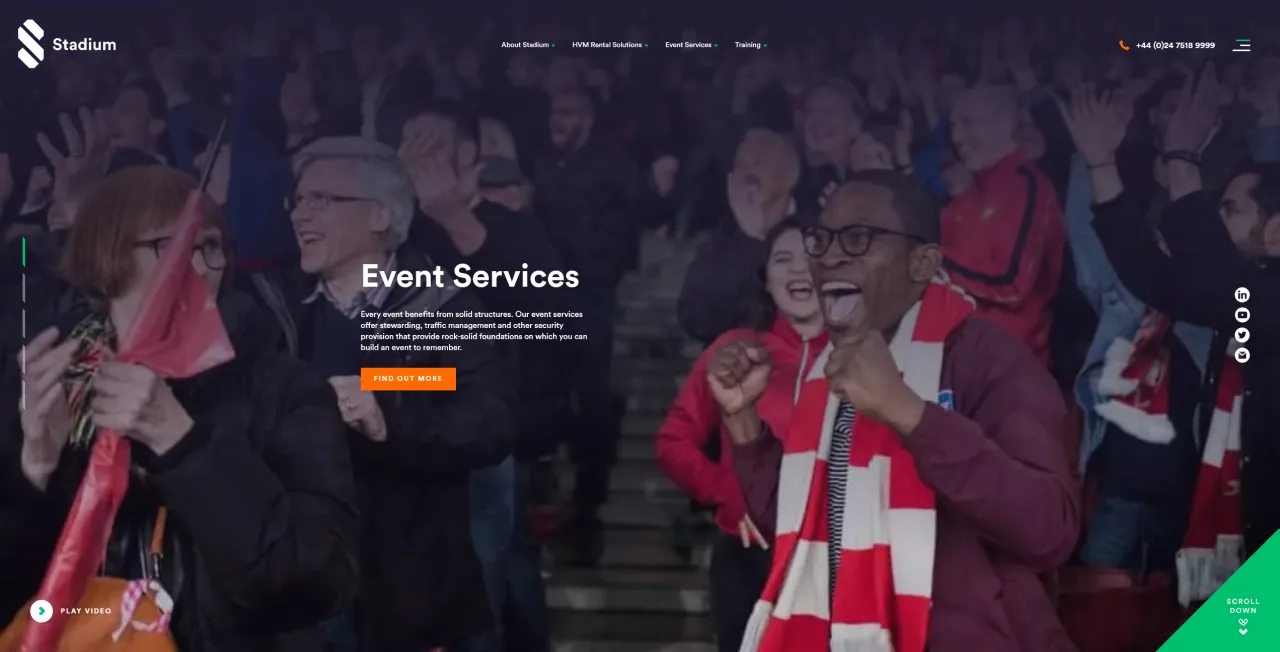 Stadium
About Stadium
HVM Rental Solutions
Event Services
Training
+44 (0)24 7518 9999
Event Services
Every event benefits from solid structures. Our event services
offer stewarding, traffic management and other security
provision that provide rock-solid foundations on which you can
build an event to remember.
FIND OUT MORE
in
PLAY VIDEO
SCROLL
DOWN